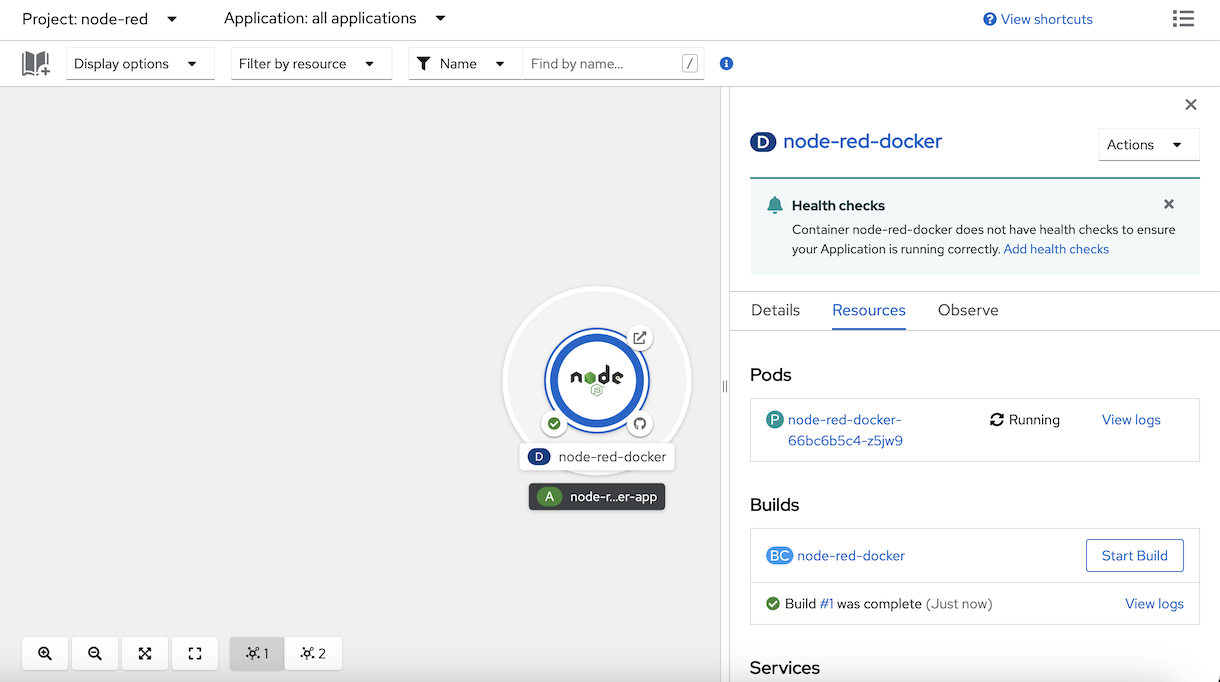 Project: node-red
Application: all applications
View shortcuts
Display options
Filter by resource
Name
Find by name...
/
node-red-docker
Actions
Health checks
Container node-red-docker does not have health checks to ensure
your Application is running correctly. Add health checks
Details
Resources
Observe
Pods
P
node-red-docker-
66bc6b5c4-z5jw9
Running
View logs
Builds
BC
node-red-docker
Start Build
Build #1 was complete (Just now)
View logs
Services
D
node
JS
D
node-red-docker
A
node-r...er-app
1
2